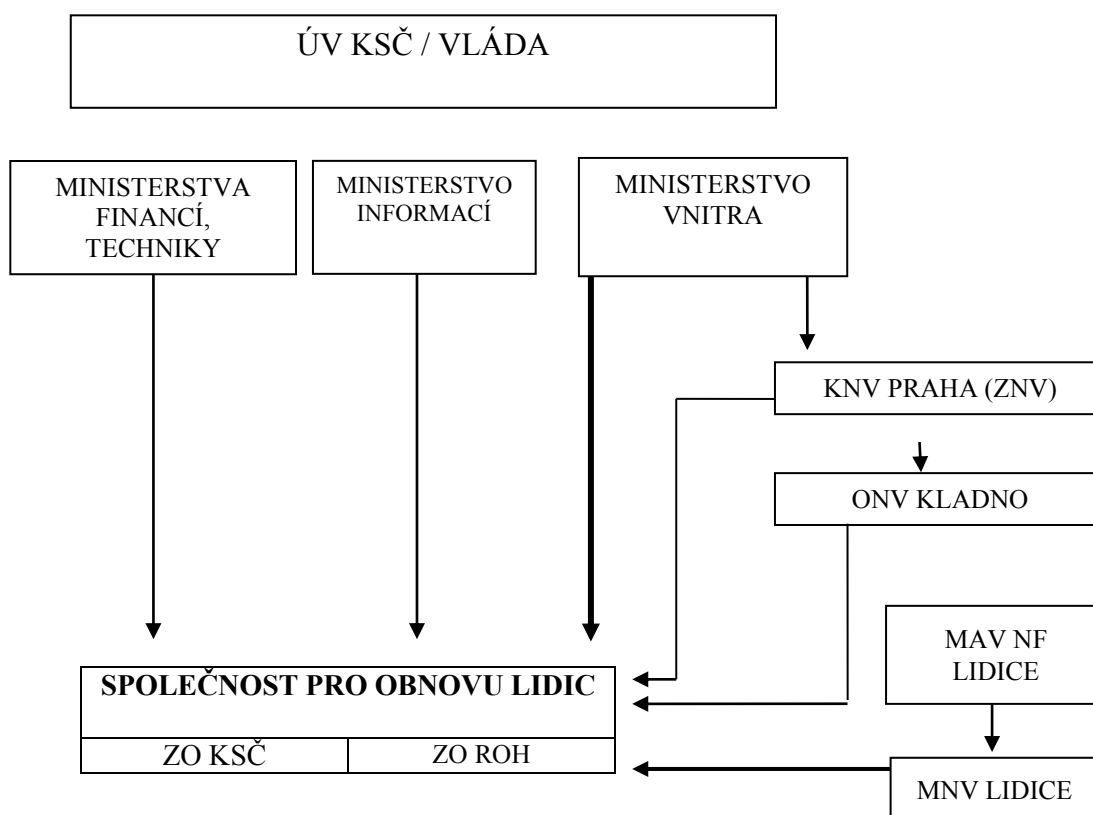 ÚV KSČ / VLÁDA
MINISTERSTVA
FINANCÍ,
TECHNIKY
MINISTERSTVO
INFORMACÍ
MINISTERSTVO
VNITRA
KNV PRAHA (ZNV)
ONV KLADNO
MAV NF
LIDICE
SPOLEČNOST PRO OBNOVU LIDIC
ZO KSČ
ZO ROH
MNV LIDICE